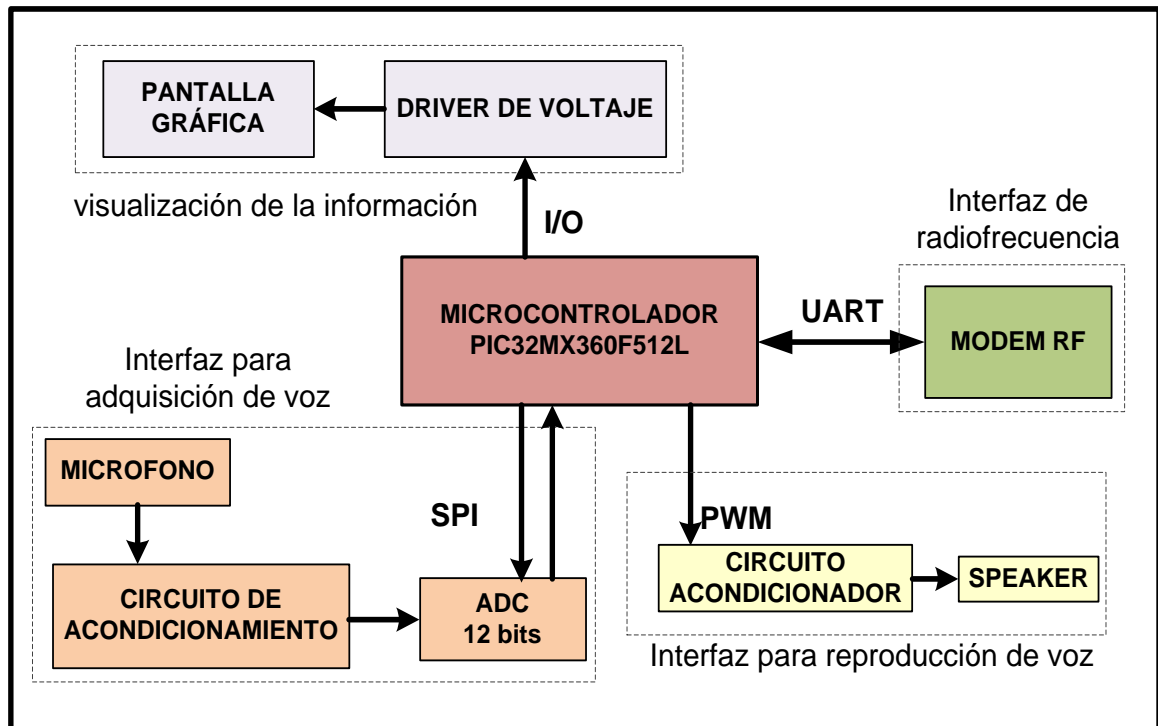 PANTALLA
GRÁFICA
DRIVER DE VOLTAJE
visualización de la información
I/O
Interfaz de
radiofrecuencia
MICROCONTROLADOR
PIC32MX360F512L
UART
MODEM RF
Interfaz para
adquisición de voz
MICROFONO
SPI
CIRCUITO DE
ACONDICIONAMIENTO
ADC
12 bits
PWM
CIRCUITO
ACONDICIONADOR
SPEAKER
Interfaz para reproducción de voz